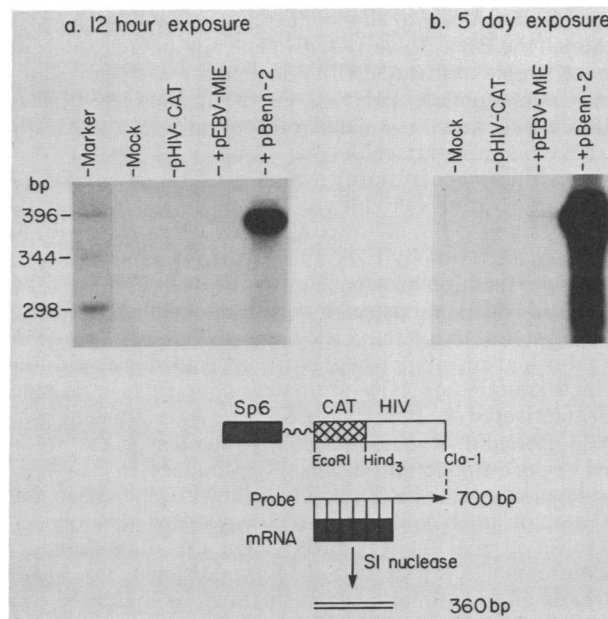 a. 12 hour exposure
b. 5 day exposure
-Marker
-Mock
-pHIV-CAT
-+pEBV-MIE
-+ pBenn-2
-Mock
-pHIV-CAT
-+pEBV-MIE
-+ pBenn-2
bp
396-
344-
298-
Sp6
CAT
HIV
EcoRI
Hind3
Cla-1
Probe
700 bp
mRNA
SI nuclease
360bp